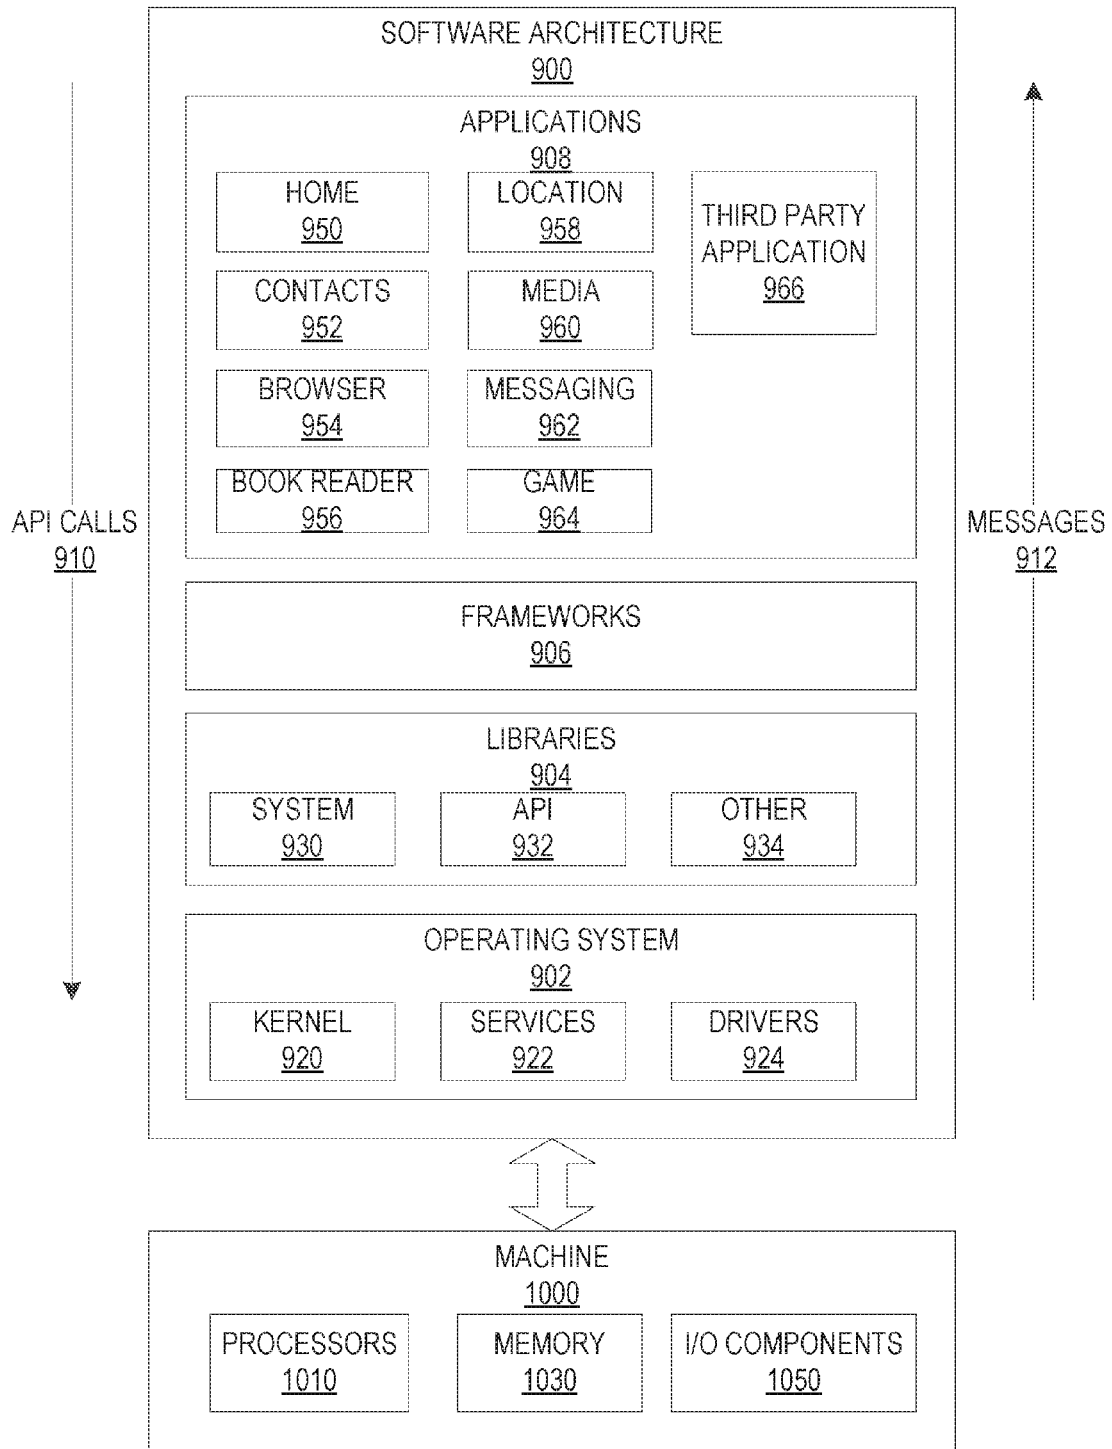 SOFTWARE ARCHITECTURE
900
APPLICATIONS
908
HOME
950
LOCATION
958
THIRD PARTY
APPLICATION
966
CONTACTS
952
MEDIA
960
BROWSER
954
MESSAGING
962
BOOK READER
956
GAME
964
API CALLS
910
MESSAGES
912
FRAMEWORKS
906
LIBRARIES
904
SYSTEM
930
API
932
OTHER
934
OPERATING SYSTEM
902
KERNEL
920
SERVICES
922
DRIVERS
924
MACHINE
1000
PROCESSORS
1010
MEMORY
1030
I/O COMPONENTS
1050